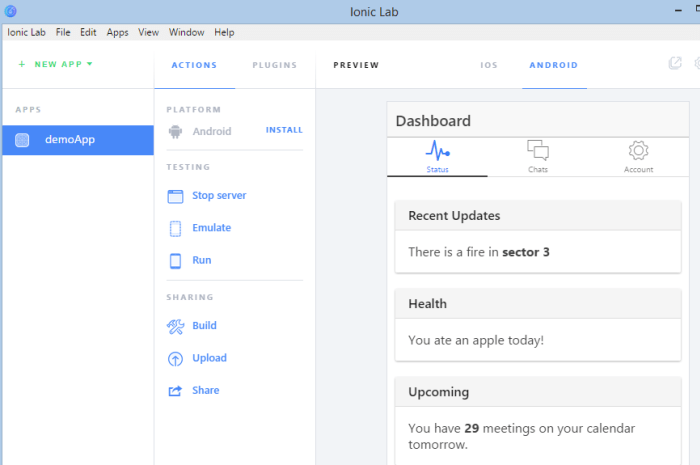 Ionic Lab
Ionic Lab File Edit Apps View Window Help
+ NEW APP
ACTIONS PLUGINS
PREVIEW
IOS ANDROID
APPS
demoApp
PLATFORM
Android INSTALL
TESTING
Stop server
Emulate
Run
SHARING
Build
Upload
Share
Dashboard
Status Chats Account
Recent Updates
There is a fire in sector 3
Health
You ate an apple today!
Upcoming
You have 29 meetings on your calendar
tomorrow.